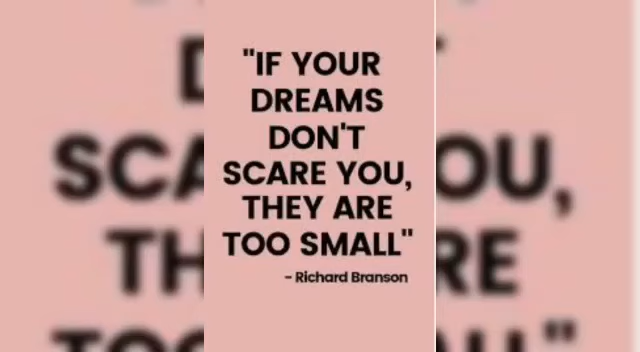 "IF YOUR
DREAMS
DON'T
SCARE YOU,
THEY ARE
TOO SMALL"
- Richard Branson